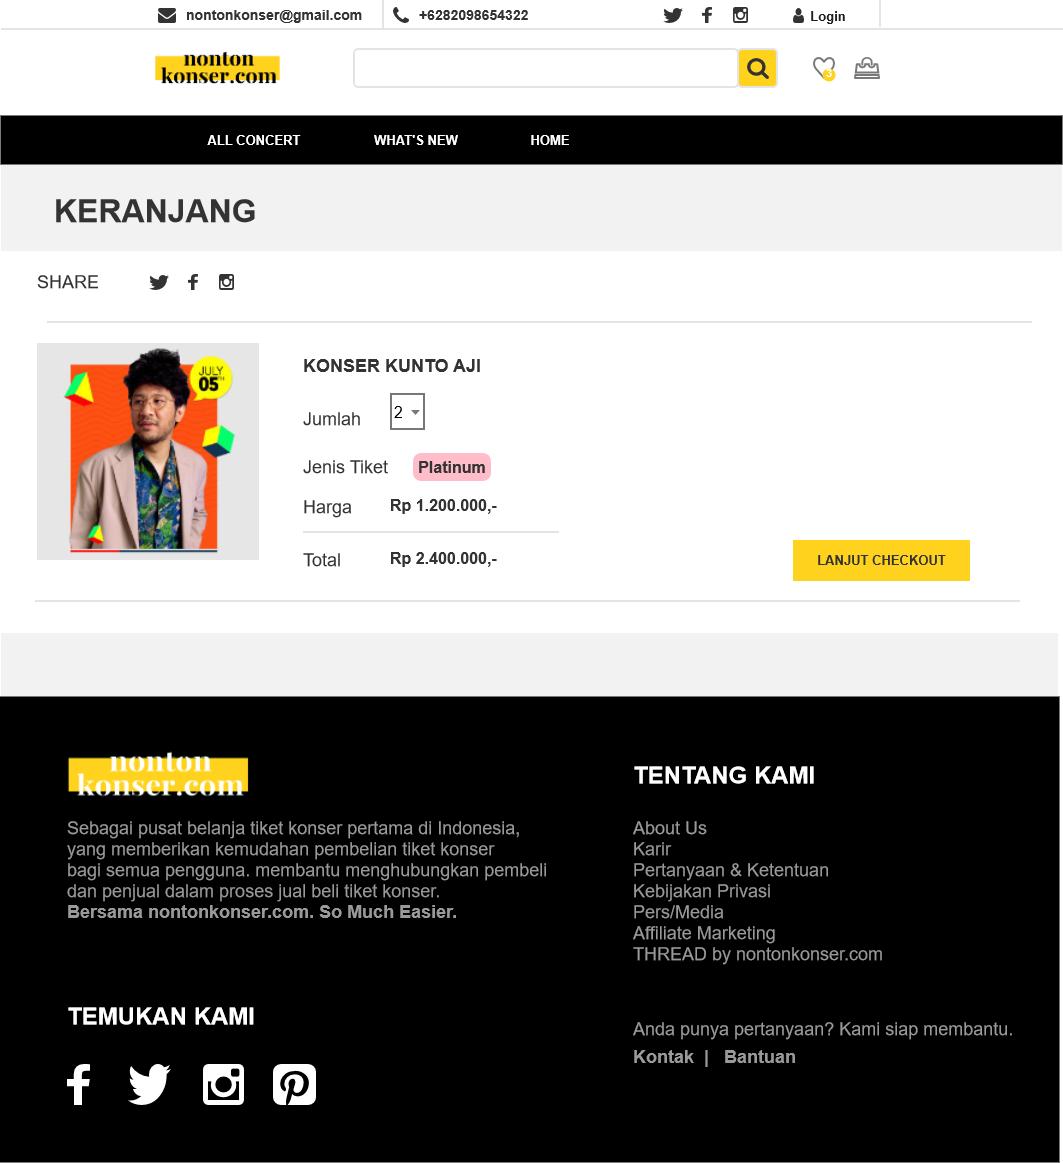 nontonkonser@gmail.com
+6282098654322
Login
nonton
konser.com
3
ALL CONCERT
WHAT'S NEW
HOME
KERANJANG
SHARE
JULY
05TH
KONSER KUNTO AJI
Jumlah
2
Jenis Tiket
Platinum
Harga
Rp 1.200.000,-
Total
Rp 2.400.000,-
LANJUT CHECKOUT
nonton
konser.com
Sebagai pusat belanja tiket konser pertama di Indonesia,
yang memberikan kemudahan pembelian tiket konser
bagi semua pengguna. membantu menghubungkan pembeli
dan penjual dalam proses jual beli tiket konser.
Bersama nontonkonser.com. So Much Easier.
TENTANG KAMI
About Us
Karir
Pertanyaan & Ketentuan
Kebijakan Privasi
Pers/Media
Affiliate Marketing
THREAD by nontonkonser.com
TEMUKAN KAMI
Anda punya pertanyaan? Kami siap membantu.
Kontak | Bantuan